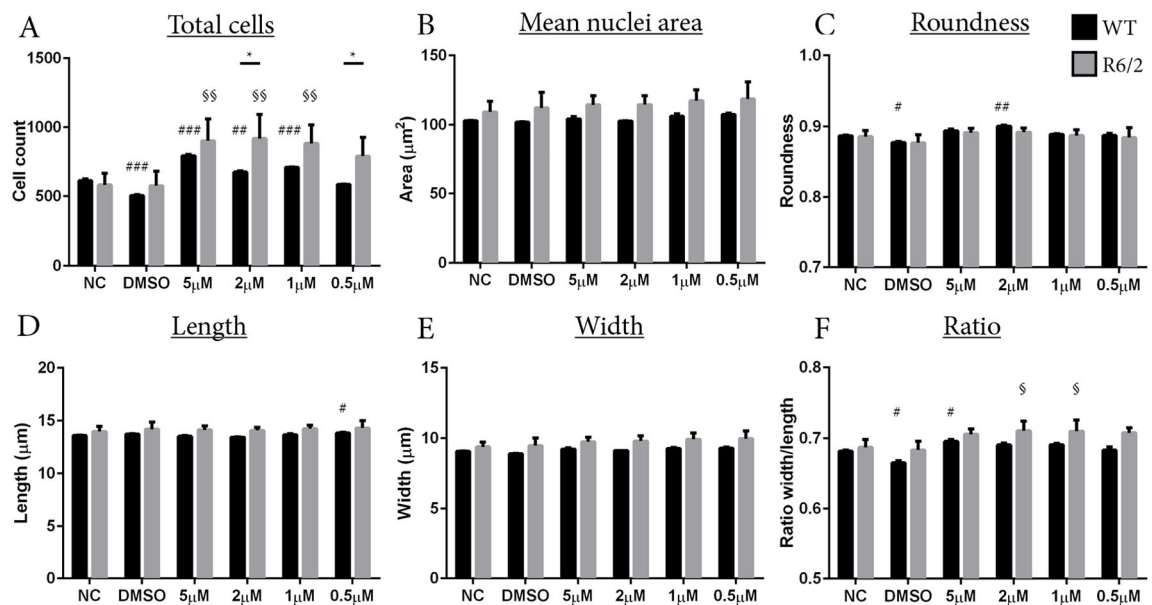 A Total cells
Cell count
1500
1000
500
0
* *
### ### §§ ## §§ ### §§
NC DMSO 5μM 2μM 1μM 0.5μM
B Mean nuclei area
Area (μm²)
150
100
50
0
NC DMSO 5μM 2μM 1μM 0.5μM
C Roundness
WT
R6/2
Roundness
1.0
0.9
0.8
0.7
# ##
NC DMSO 5μM 2μM 1μM 0.5μM
D Length
Length (μm)
20
15
10
5
0
#
NC DMSO 5μM 2μM 1μM 0.5μM
E Width
Width (μm)
15
10
5
0
NC DMSO 5μM 2μM 1μM 0.5μM
F Ratio
Ratio width/length
0.8
0.7
0.6
0.5
# # § §
NC DMSO 5μM 2μM 1μM 0.5μM